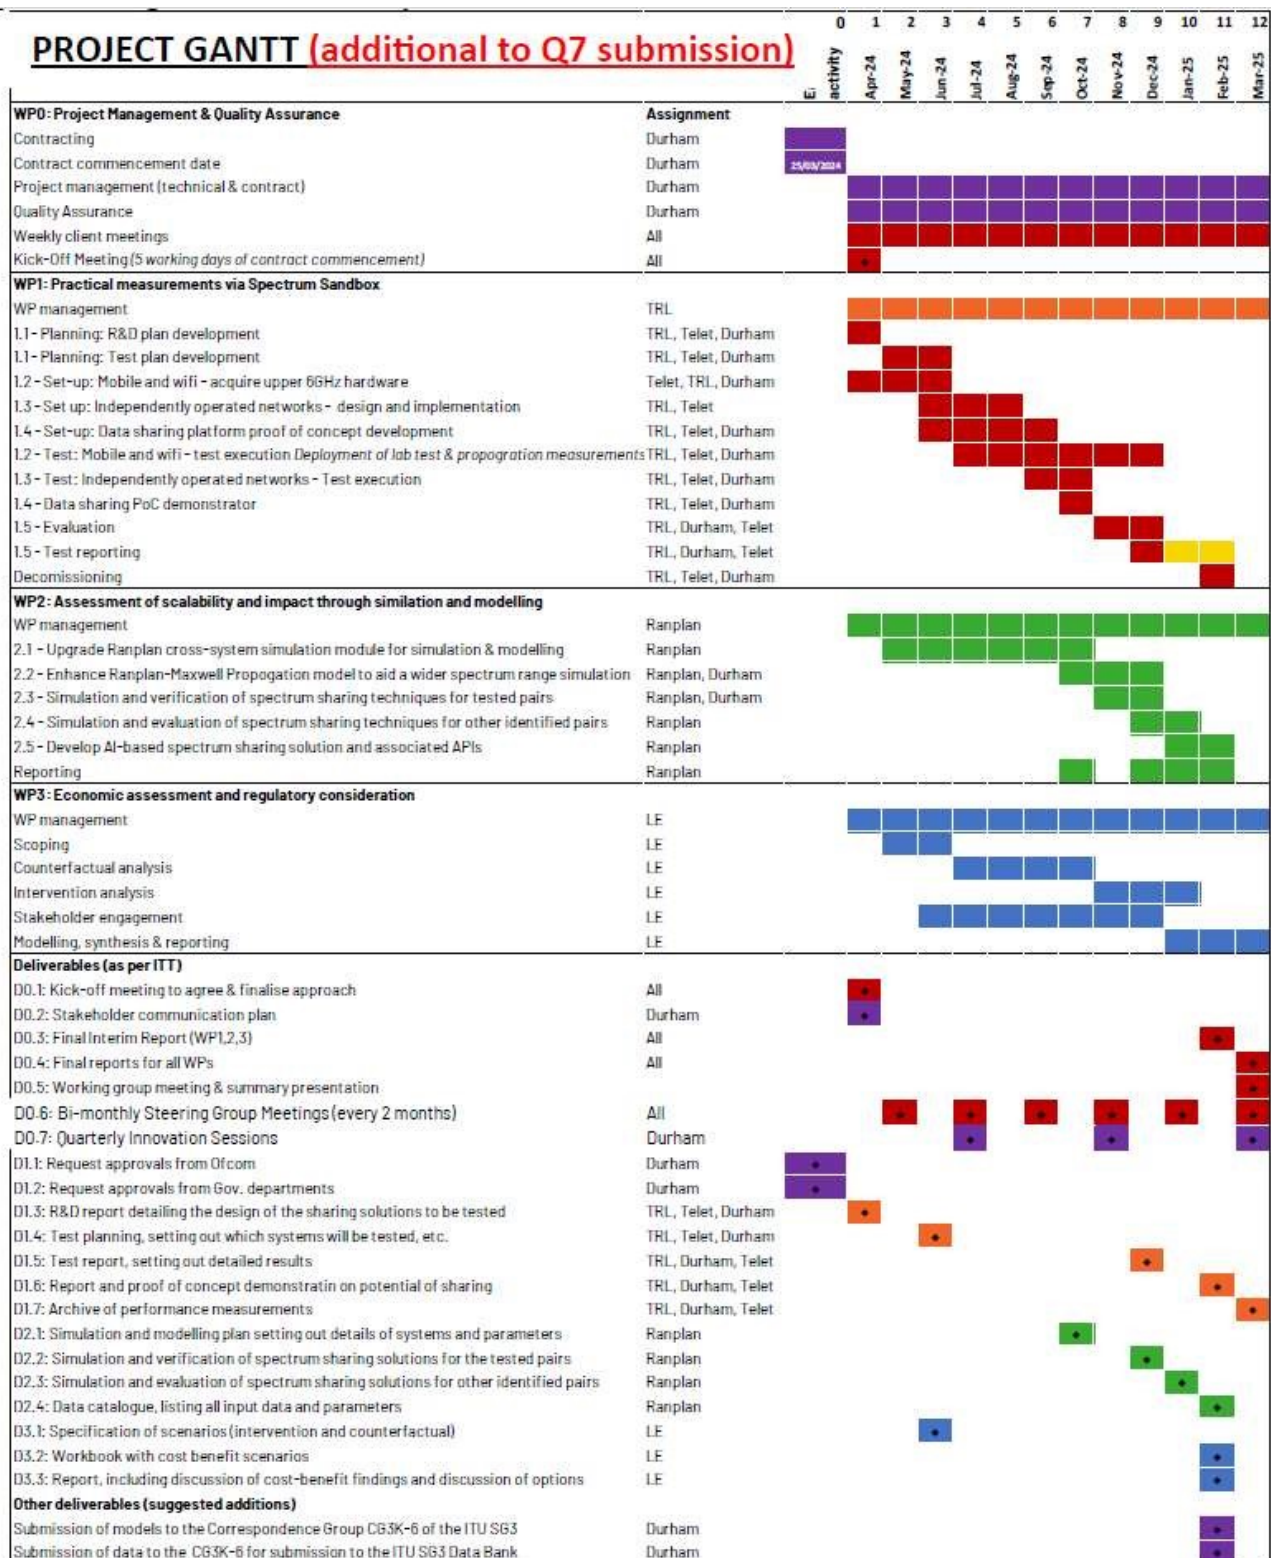 0 1 2 3 4 5 6 7 8 9 10 11 12
PROJECT GANTT (additional to Q7 submission)
activity Apr-24 May-24 Jun-24 Jul-24 Aug-24 Sep-24 Oct-24 Nov-24 Dec-24 Jan-25 Feb-25 Mar-25
WP0: Project Management & Quality Assurance Assignment
Contracting Durham
Contract commencement date Durham 25/03/2024
Project management (technical & contract) Durham
Quality Assurance Durham
Weekly client meetings All
Kick-Off Meeting (5 working days of contract commencement) All
WP1: Practical measurements via Spectrum Sandbox
WP management TRL
1.1 - Planning: R&D plan development TRL, Telet, Durham
1.1 - Planning: Test plan development TRL, Telet, Durham
1.2 - Set-up: Mobile and wifi - acquire upper 6GHz hardware Telet, TRL, Durham
1.3 - Set up: Independently operated networks - design and implementation TRL, Telet
1.4 - Set-up: Data sharing platform proof of concept development TRL, Telet, Durham
1.2 - Test: Mobile and wifi - test execution Deployment of lab test & propogration measurements TRL, Telet, Durham
1.3 - Test: Independently operated networks - Test execution TRL, Telet, Durham
1.4 - Data sharing PoC demonstrator TRL, Telet, Durham
1.5 - Evaluation TRL, Durham, Telet
1.5 - Test reporting TRL, Durham, Telet
Decomissioning TRL, Telet, Durham
WP2: Assessment of scalability and impact through similation and modelling
WP management Ranplan
2.1 - Upgrade Ranplan cross-system simulation module for simulation & modelling Ranplan
2.2 - Enhance Ranplan-Maxwell Propogation model to aid a wider spectrum range simulation Ranplan, Durham
2.3 - Simulation and verification of spectrum sharing techniques for tested pairs Ranplan, Durham
2.4 - Simulation and evaluation of spectrum sharing techniques for other identified pairs Ranplan
2.5 - Develop AI-based spectrum sharing solution and associated APIs Ranplan
Reporting Ranplan
WP3: Economic assessment and regulatory consideration
WP management LE
Scoping LE
Counterfactual analysis LE
Intervention analysis LE
Stakeholder engagement LE
Modelling, synthesis & reporting LE
Deliverables (as per ITT)
D0.1: Kick-off meeting to agree & finalise approach All
D0.2: Stakeholder communication plan Durham
D0.3: Final Interim Report (WP1,2,3) All
D0.4: Final reports for all WPs All
D0.5: Working group meeting & summary presentation
D0.6: Bi-monthly Steering Group Meetings (every 2 months) All
D0.7: Quarterly Innovation Sessions Durham
D1.1: Request approvals from Ofcom Durham
D1.2: Request approvals from Gov. departments Durham
D1.3: R&D report detailing the design of the sharing solutions to be tested TRL, Telet, Durham
D1.4: Test planning, setting out which systems will be tested, etc. TRL, Telet, Durham
D1.5: Test report, setting out detailed results TRL, Durham, Telet
D1.6: Report and proof of concept demonstratin on potential of sharing TRL, Durham, Telet
D1.7: Archive of performance measurements TRL, Durham, Telet
D2.1: Simulation and modelling plan setting out details of systems and parameters Ranplan
D2.2: Simulation and verification of spectrum sharing solutions for the tested pairs Ranplan
D2.3: Simulation and evaluation of spectrum sharing solutions for other identified pairs Ranplan
D2.4: Data catalogue, listing all input data and parameters Ranplan
D3.1: Specification of scenarios (intervention and counterfactual) LE
D3.2: Workbook with cost benefit scenarios LE
D3.3: Report, including discussion of cost-benefit findings and discussion of options LE
Other deliverables (suggested additions)
Submission of models to the Correspondence Group CG3K-6 of the ITU SG3 Durham
Submission of data to the CG3K-6 for submission to the ITU SG3 Data Bank Durham